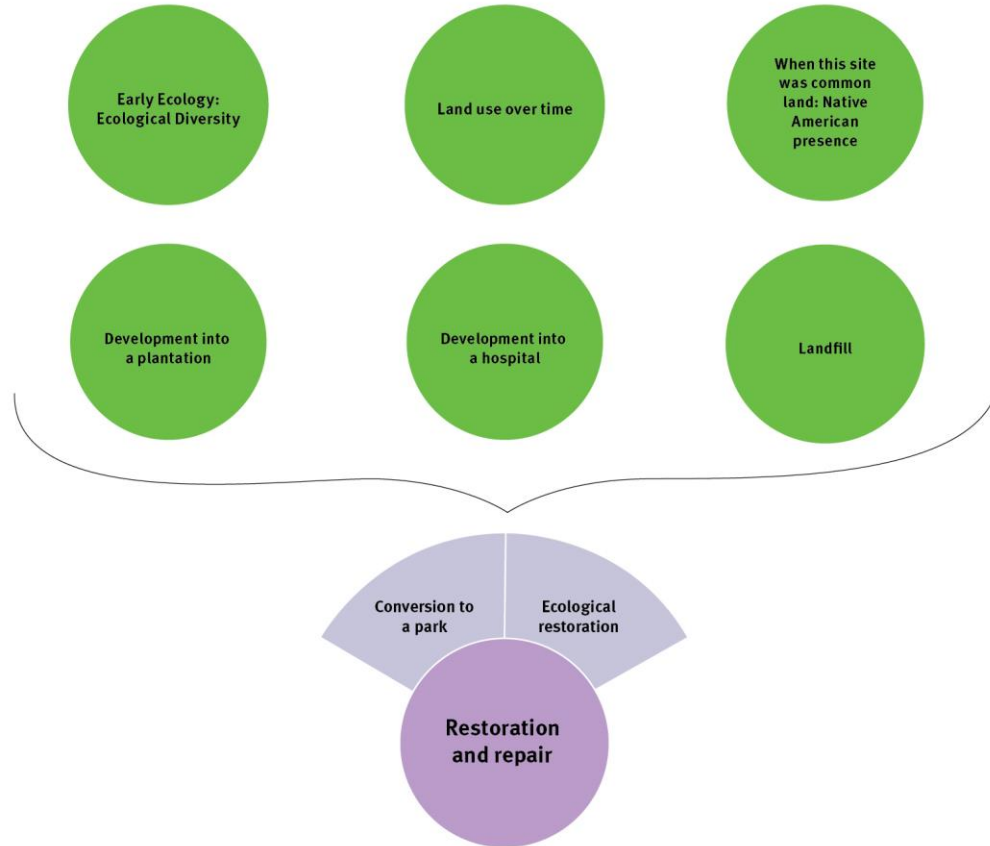 Early Ecology:
Ecological Diversity
Land use over time
When this site
was common
land: Native
American
presence
Development into
a plantation
Development into
a hospital
Landfill
Conversion to
a park
Ecological
restoration
Restoration
and repair